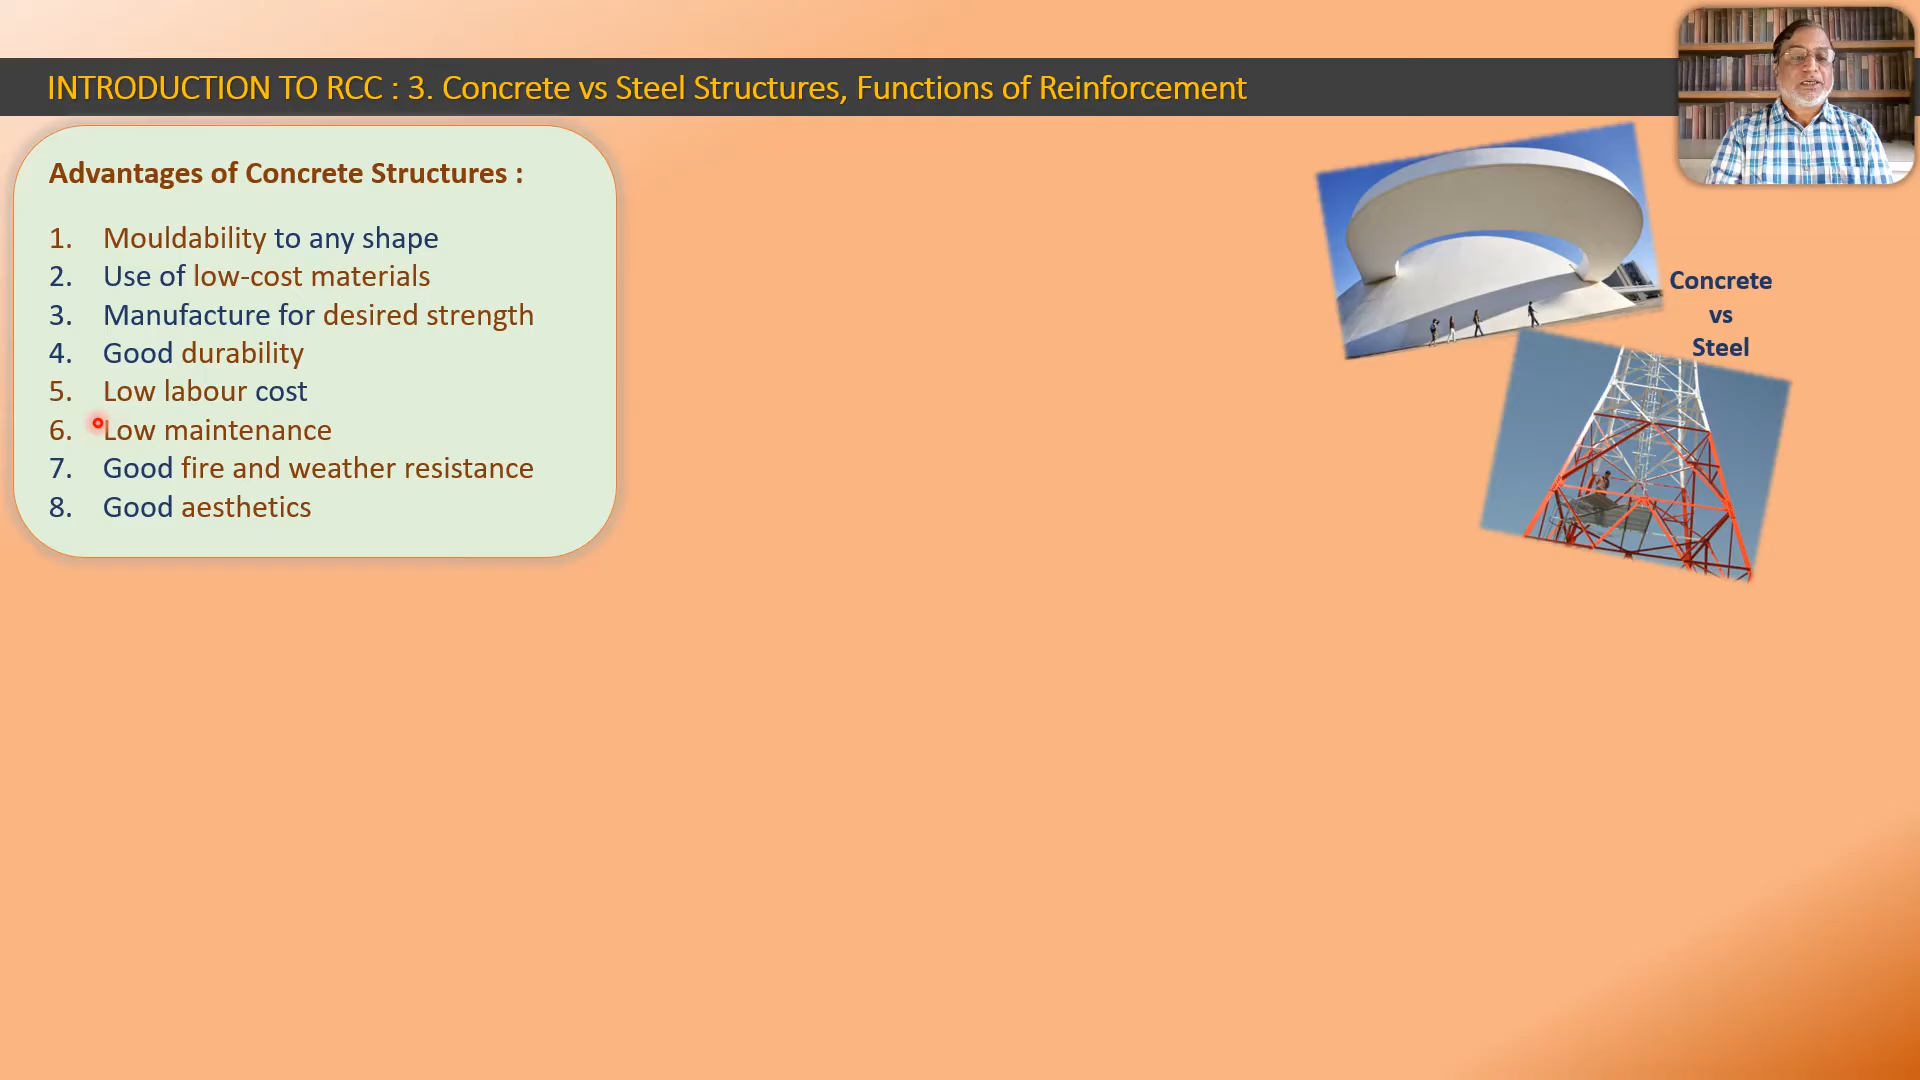 INTRODUCTION TO RCC : 3. Concrete vs Steel Structures, Functions of Reinforcement
Advantages of Concrete Structures :
1. Mouldability to any shape
2. Use of low-cost materials
3. Manufacture for desired strength
4. Good durability
5. Low labour cost
6. Low maintenance
7. Good fire and weather resistance
8. Good aesthetics
Concrete
vs
Steel